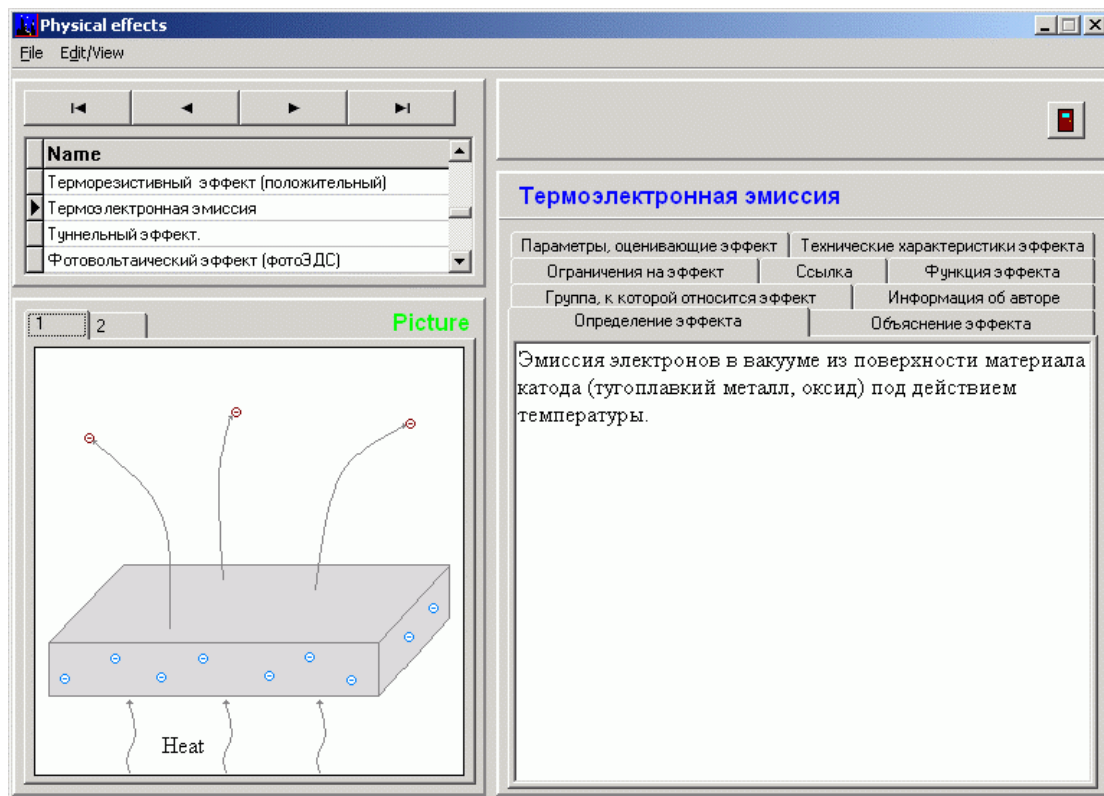 Physical effects
File Edit/View
Name
Терморезистивный эффект (положительный)
Термоэлектронная эмиссия
Туннельный эффект.
Фотовольтаический эффект (фотоЭДС)
1 2 Picture
Heat
Термоэлектронная эмиссия
Параметры, оценивающие эффект Технические характеристики эффекта
Ограничения на эффект Ссылка Функция эффекта
Группа, к которой относится эффект Информация об авторе
Определение эффекта Объяснение эффекта
Эмиссия электронов в вакууме из поверхности материала
катода (тугоплавкий металл, оксид) под действием
температуры.